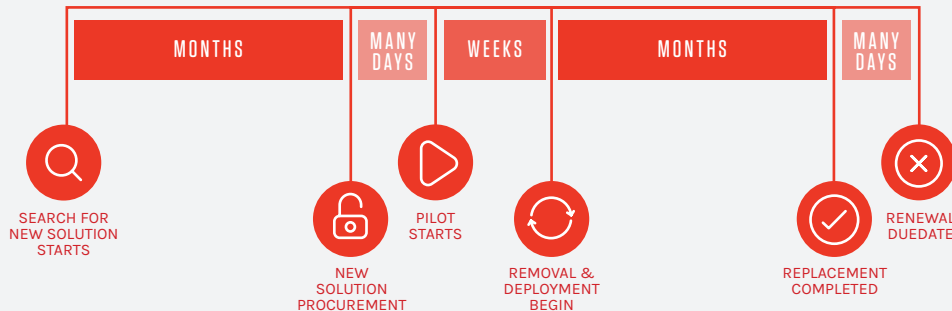 MONTHS
MANY
DAYS
WEEKS
MONTHS
MANY
DAYS
SEARCH FOR
NEW SOLUTION
STARTS
NEW
SOLUTION
PROCUREMENT
PILOT
STARTS
REMOVAL &
DEPLOYMENT
BEGIN
REPLACEMENT
COMPLETED
RENEWAL
DUEDATE